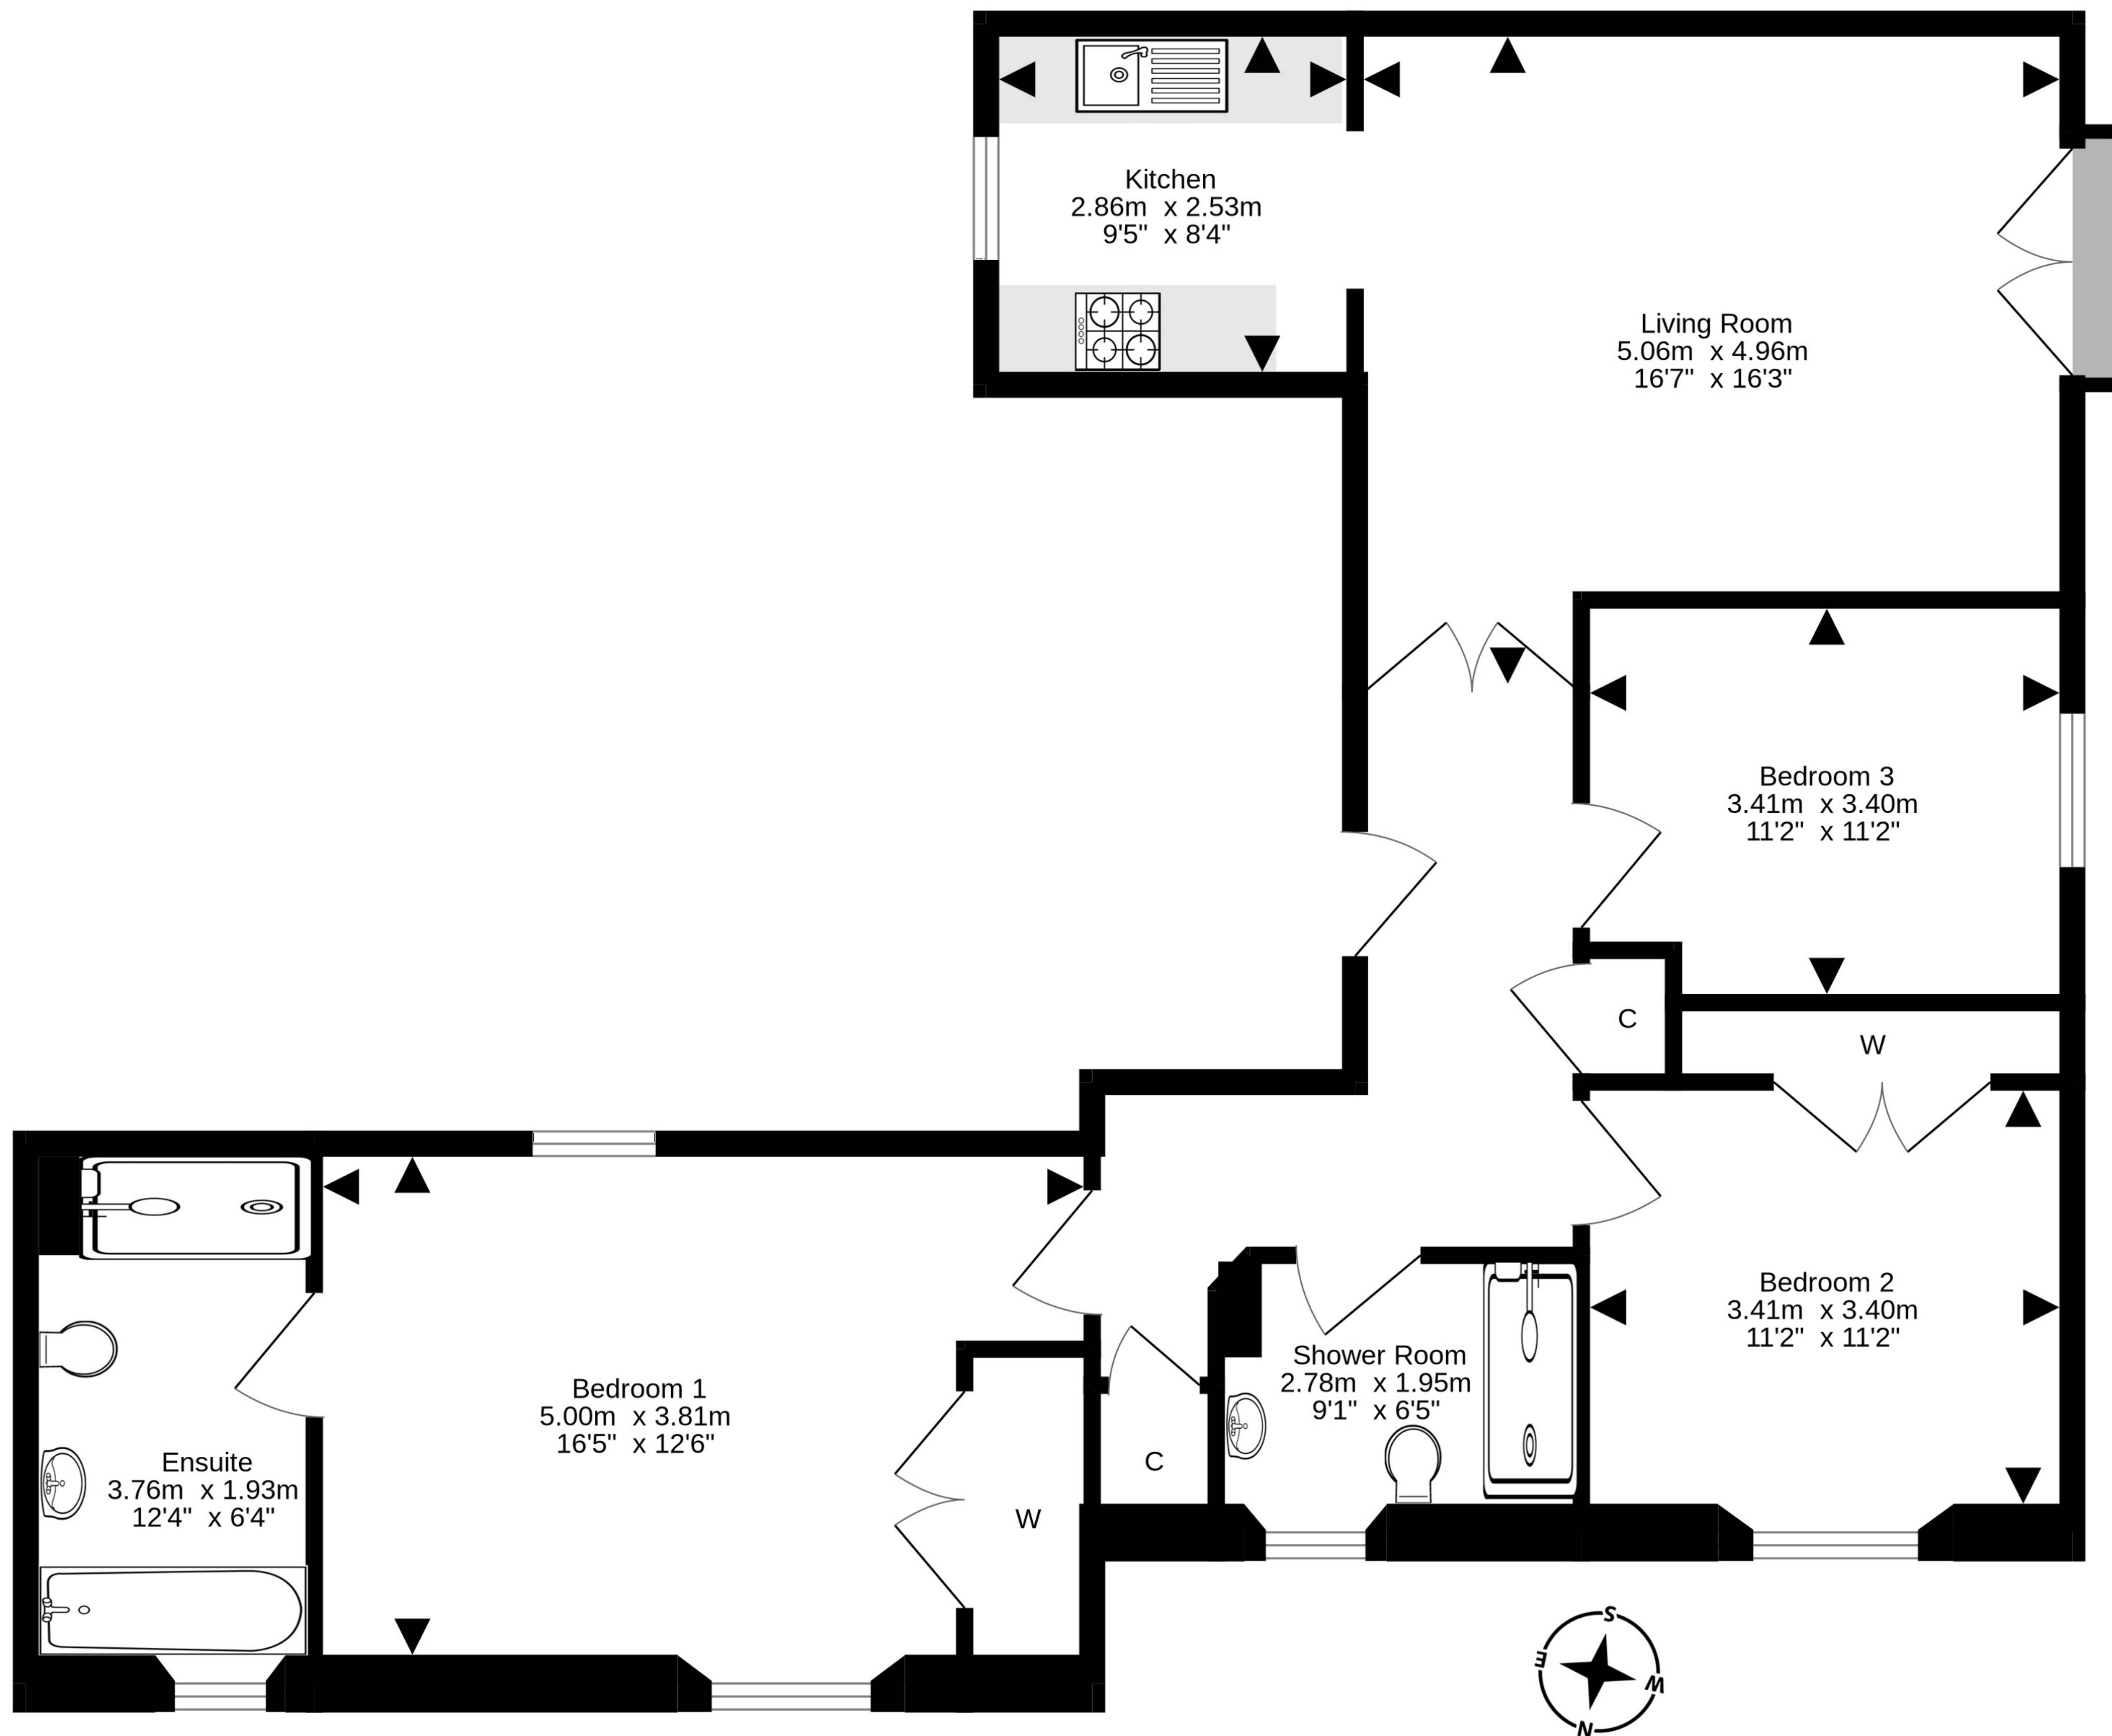 Kitchen
2.86m x 2.53m
9'5" x 8'4"
Living Room
5.06m x 4.96m
16'7" x 16'3"
Bedroom 3
3.41m x 3.40m
11'2" x 11'2"
C
W
Bedroom 2
3.41m x 3.40m
11'2" x 11'2"
Shower Room
2.78m x 1.95m
9'1" x 6'5"
Bedroom 1
5.00m x 3.81m
16'5" x 12'6"
Ensuite
3.76m x 1.93m
12'4" x 6'4"
C
W
S
E
W
N